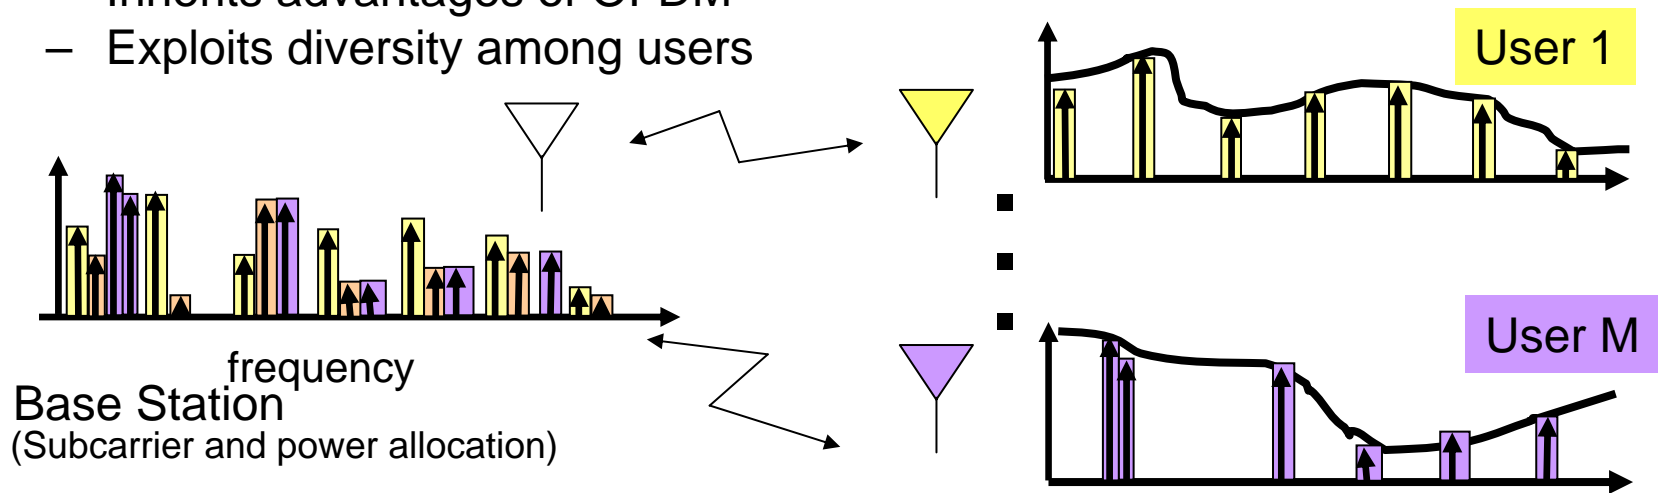 – Exploits diversity among users
User 1
User M
frequency
Base Station
(Subcarrier and power allocation)